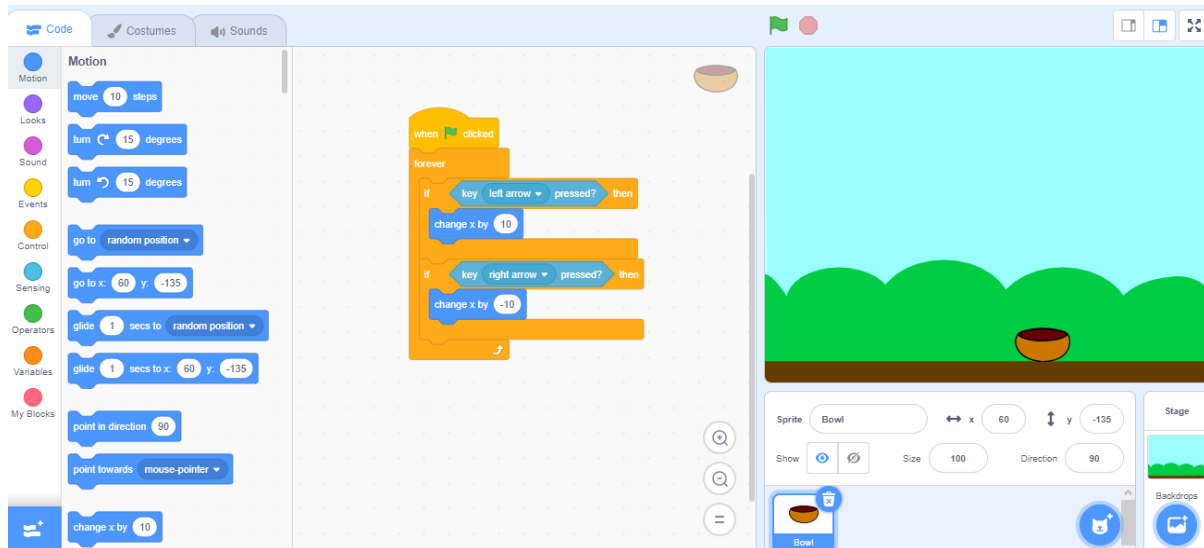 Code
Costumes
Sounds
Motion
Looks
Sound
Events
Control
Sensing
Operators
Variables
My Blocks
Motion
move 10 steps
turn 15 degrees
turn 15 degrees
go to random position
go to x: 60 y: -135
glide 1 secs to random position
glide 1 secs to x: 60 y: -135
point in direction 90
point towards mouse-pointer
change x by 10
when clicked
forever
if key left arrow pressed? then
change x by 10
if key right arrow pressed? then
change x by -10
Sprite Bowl x 60 y -135
Show Size 100 Direction 90
Bowl
Stage
Backdrops